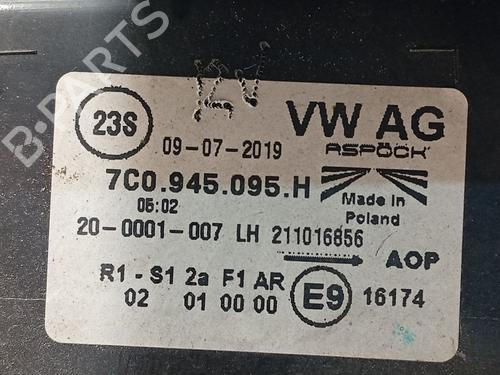 B-PARTS
23S
09-07-2019
VW AG
ASPÖCK
7C0.945.095.H
05:02
Made in
Poland
20-0001-007 LH 211016856
AOP
R1 - S1 2a F1 AR
02 01 00 00
E9
16174